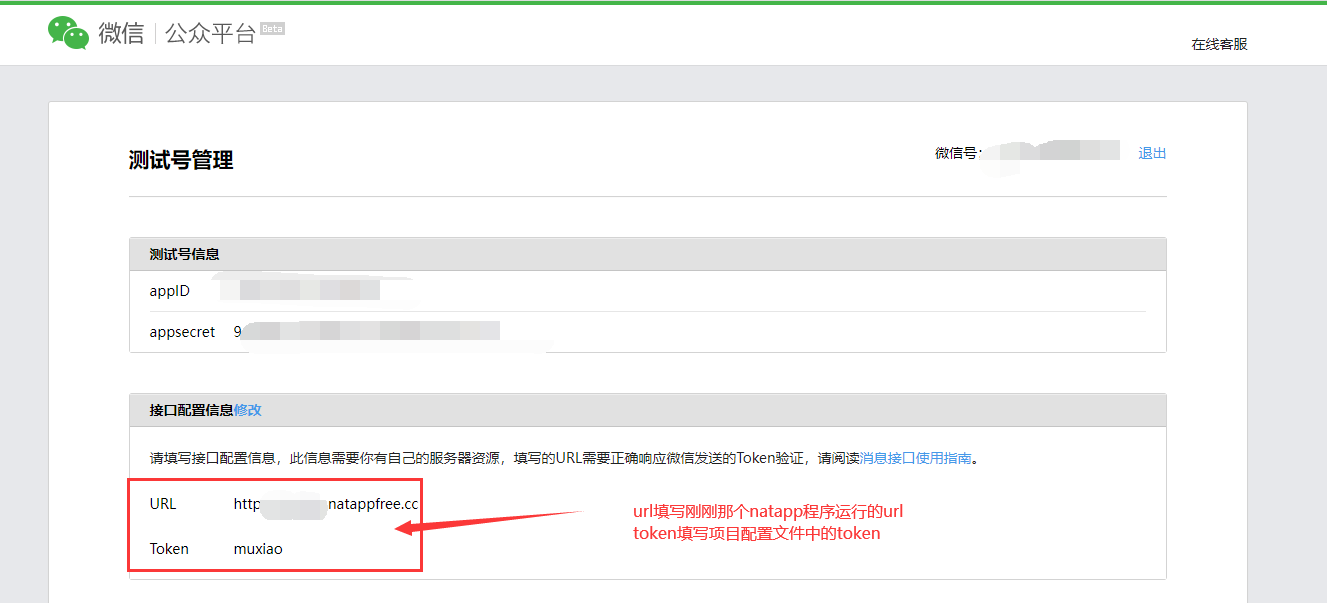 微信 | 公众平台 Beta
在线客服
测试号管理
微信号: 退出
测试号信息
appID
appsecret 9
接口配置信息修改
请填写接口配置信息，此信息需要你有自己的服务器资源，填写的URL需要正确响应微信发送的Token验证，请阅读消息接口使用指南。
URL http natappfree.cc
url填写刚刚那个natapp程序运行的url
token填写项目配置文件中的token
Token muxiao